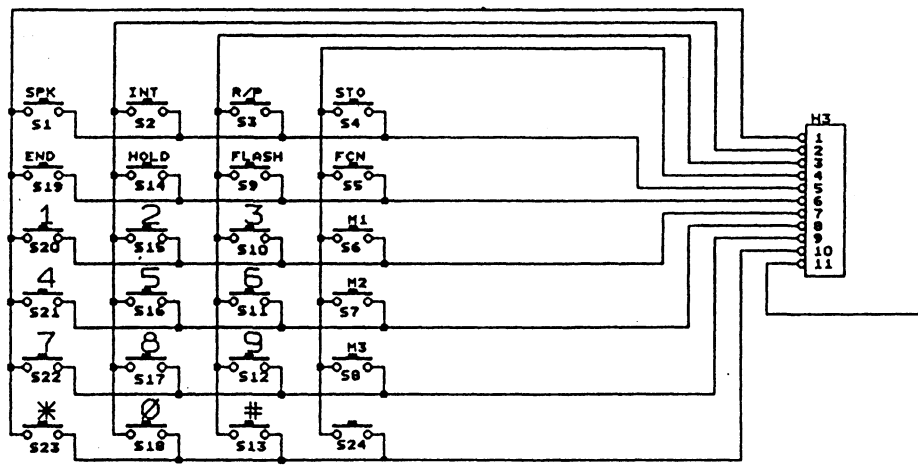 SPK INT R/P STO
S1 S2 S3 S4
H3
1
2
3
4
5
6
7
8
9
10
11
END HOLD FLASH FCN
S19 S14 S9 S5
1 2 3 M1
S20 S15 S10 S6
4 5 6 M2
S21 S16 S11 S7
7 8 9 M3
S22 S17 S12 S8
* Ø #
S23 S18 S13 S24